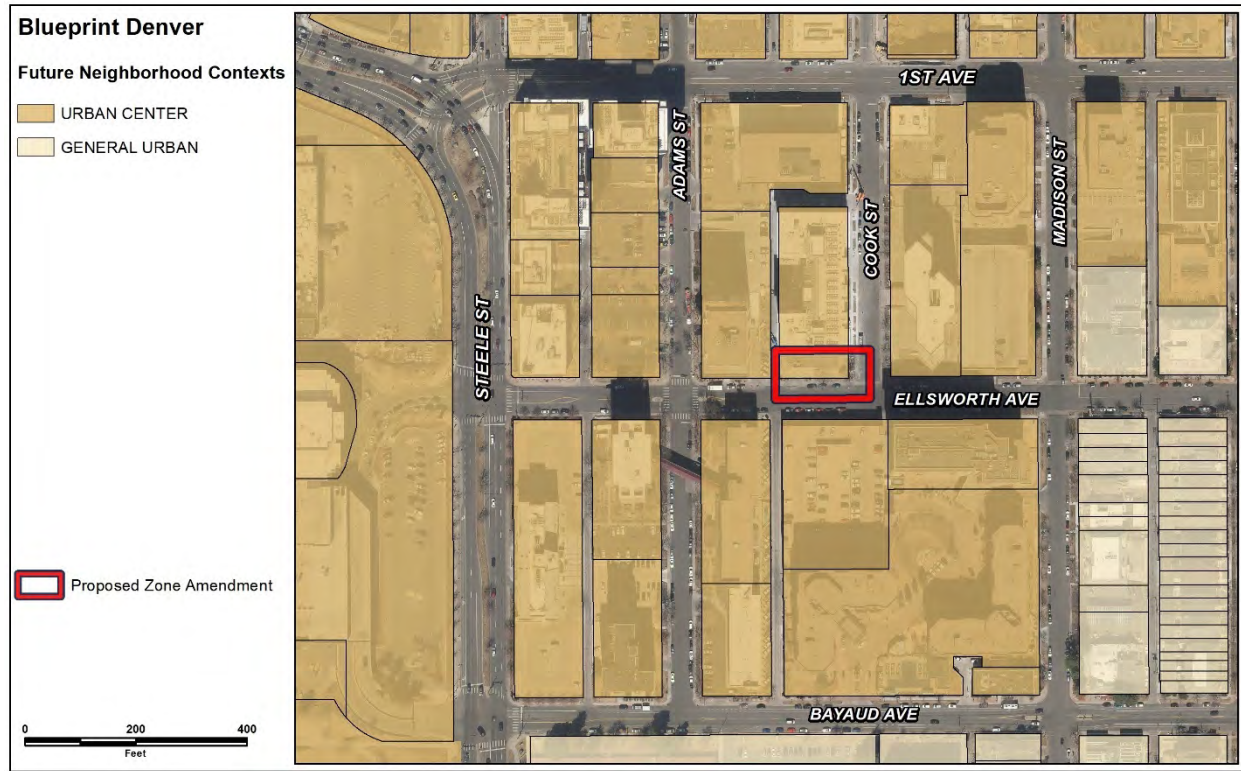 Blueprint Denver
Future Neighborhood Contexts
URBAN CENTER
GENERAL URBAN
Proposed Zone Amendment
0 200 400
Feet
1ST AVE
ADAMS ST
COOK ST
MADISON ST
STEELE ST
ELLSWORTH AVE
BAYAUD AVE